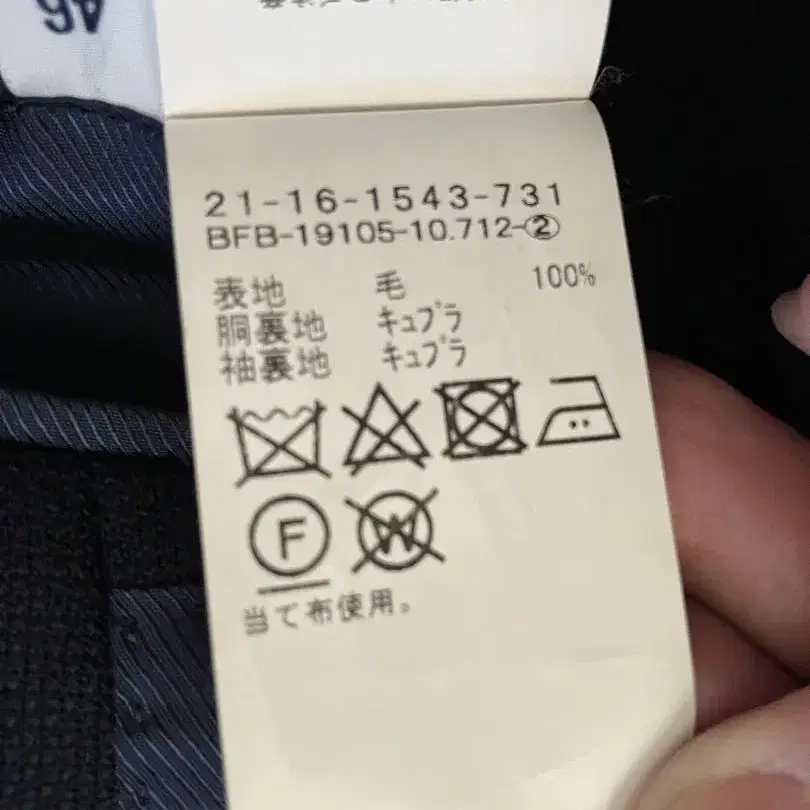 46
21-16-1543-731
BFB-19105-10.712-②
表地 毛 100%
胴裏地 キュプラ
袖裏地 キュプラ
F W
当て布使用。